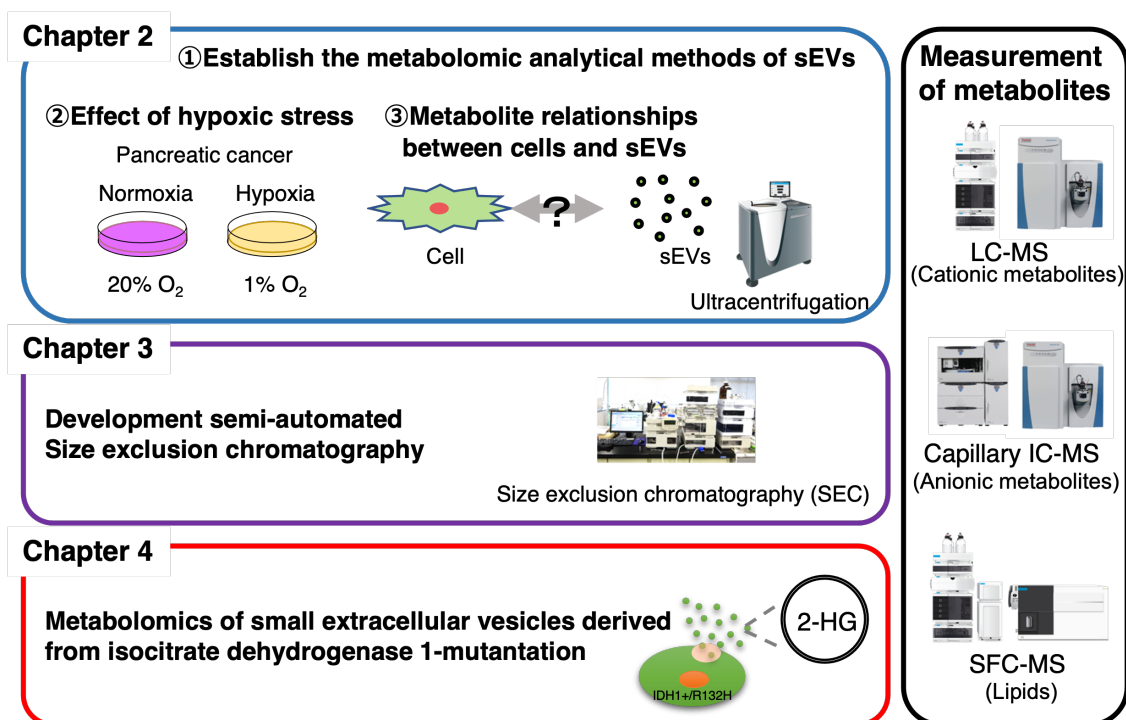 Chapter 2
①Establish the metabolomic analytical methods of sEVs
②Effect of hypoxic stress
Pancreatic cancer
Normoxia
Hypoxia
20% O2
1% O2
③Metabolite relationships
between cells and sEVs
?
Cell
sEVs
Ultracentrifugation
Chapter 3
Development semi-automated
Size exclusion chromatography
Size exclusion chromatography (SEC)
Chapter 4
Metabolomics of small extracellular vesicles derived
from isocitrate dehydrogenase 1-mutantation
2-HG
IDH1+/R132H
Measurement
of metabolites
LC-MS
(Cationic metabolites)
Capillary IC-MS
(Anionic metabolites)
SFC-MS
(Lipids)